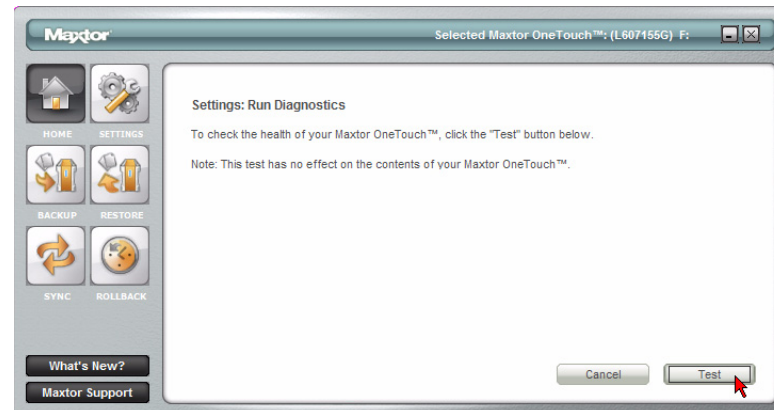 Maxtor
Selected Maxtor OneTouch™: (L607155G) F:
HOME
SETTINGS
BACKUP
RESTORE
SYNC
ROLLBACK
What's New?
Maxtor Support
Settings: Run Diagnostics
To check the health of your Maxtor OneTouch™, click the "Test" button below.
Note: This test has no effect on the contents of your Maxtor OneTouch™.
Cancel
Test